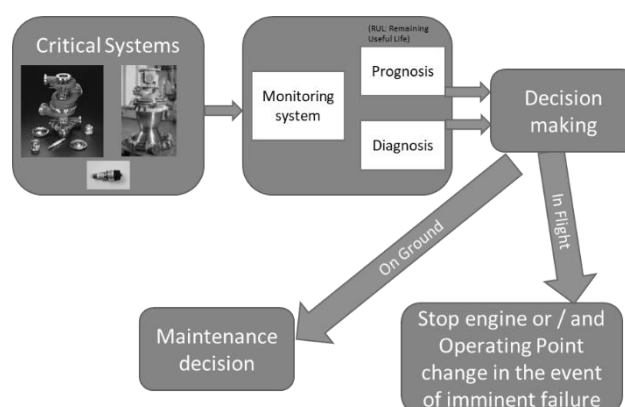 Critical Systems
(RUL: Remaining
Useful Life)
Monitoring
system
Prognosis
Diagnosis
Decision
making
On Ground
In Flight
Maintenance
decision
Stop engine or / and
Operating Point
change in the event
of imminent failure